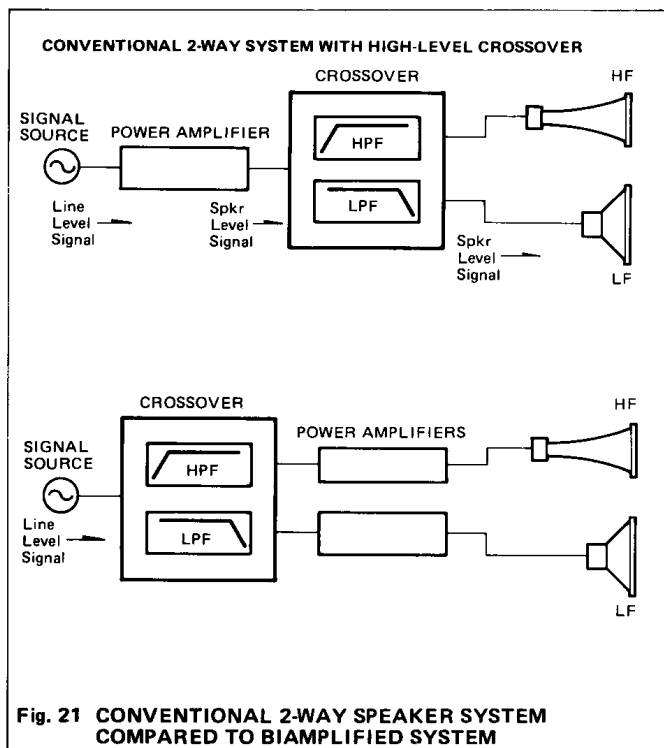 CONVENTIONAL 2-WAY SYSTEM WITH HIGH-LEVEL CROSSOVER
CROSSOVER
HF
SIGNAL
SOURCE
POWER AMPLIFIER
HPF
LPF
Line
Level
Signal
Spkr
Level
Signal
Spkr
Level
Signal
LF
CROSSOVER
HF
POWER AMPLIFIERS
SIGNAL
SOURCE
HPF
Line
Level
Signal
LPF
LF
Fig. 21 CONVENTIONAL 2-WAY SPEAKER SYSTEM
COMPARED TO BIAMPLIFIED SYSTEM